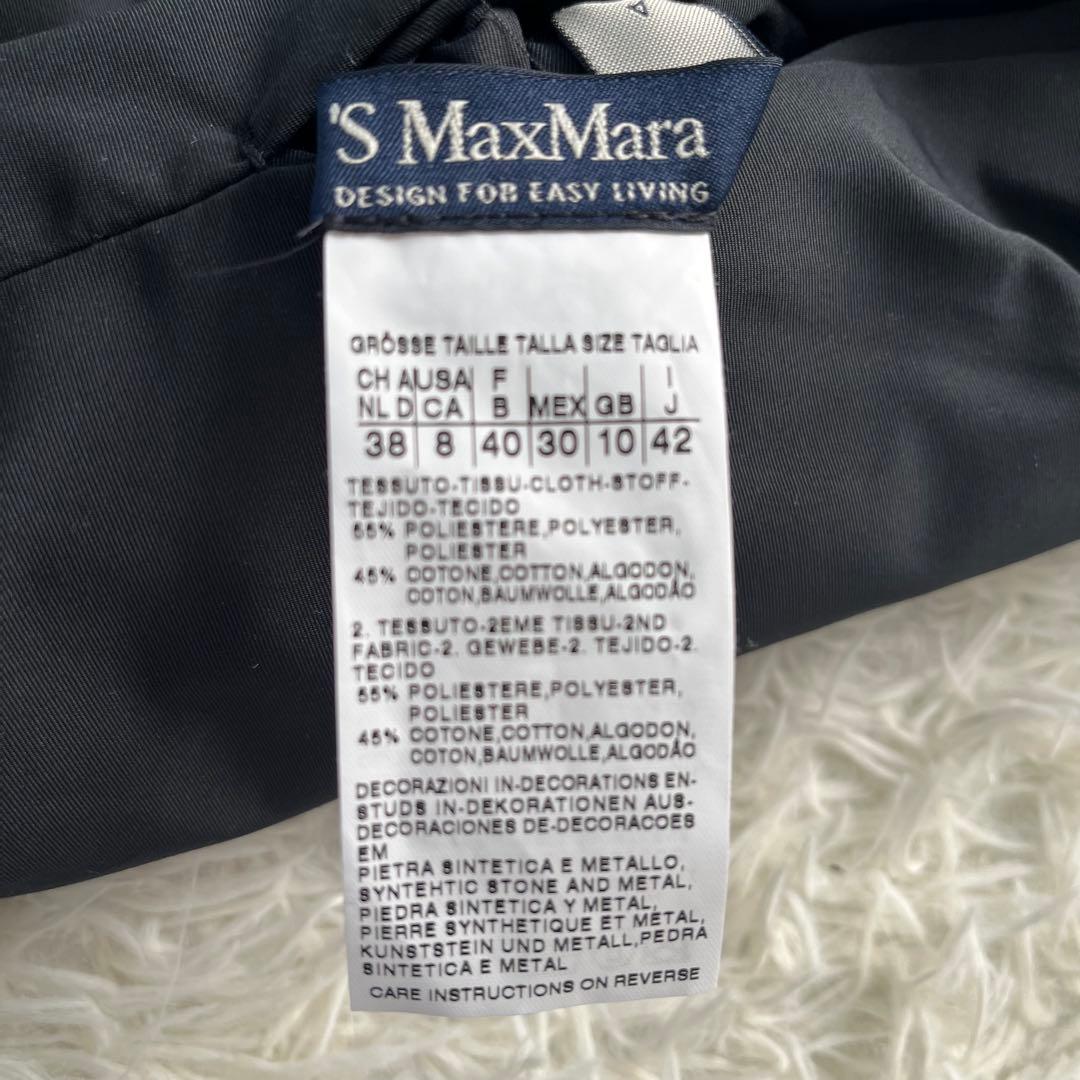 'S MaxMara
DESIGN FOR EASY LIVING
GRÖSSE TAILLE TALLA SIZE TAGLIA
CH A USA F I
NL D CA B MEX GB J
38 8 40 30 10 42
TESSUTO-TISSU-CLOTH-STOFF-
TEJIDO-TECIDO
55% POLIESTERE,POLYESTER,
POLIESTER
45% COTONE,COTTON,ALGODON,
COTON,BAUMWOLLE,ALGODÃO
2. TESSUTO-2EME TISSU-2ND
FABRIC-2. GEWEBE-2. TEJIDO-2.
TECIDO
55% POLIESTERE,POLYESTER,
POLIESTER
45% COTONE,COTTON,ALGODON,
COTON,BAUMWOLLE,ALGODÃO
DECORAZIONI IN-DECORATIONS EN-
STUDS IN-DEKORATIONEN AUS-
DECORACIONES DE-DECORACOES
EM
PIETRA SINTETICA E METALLO,
SYNTEHTIC STONE AND METAL,
PIEDRA SINTETICA Y METAL,
PIERRE SYNTHETIQUE ET MÈTAL,
KUNSTSTEIN UND METALL,PEDRA
SINTETICA E METAL
CARE INSTRUCTIONS ON REVERSE